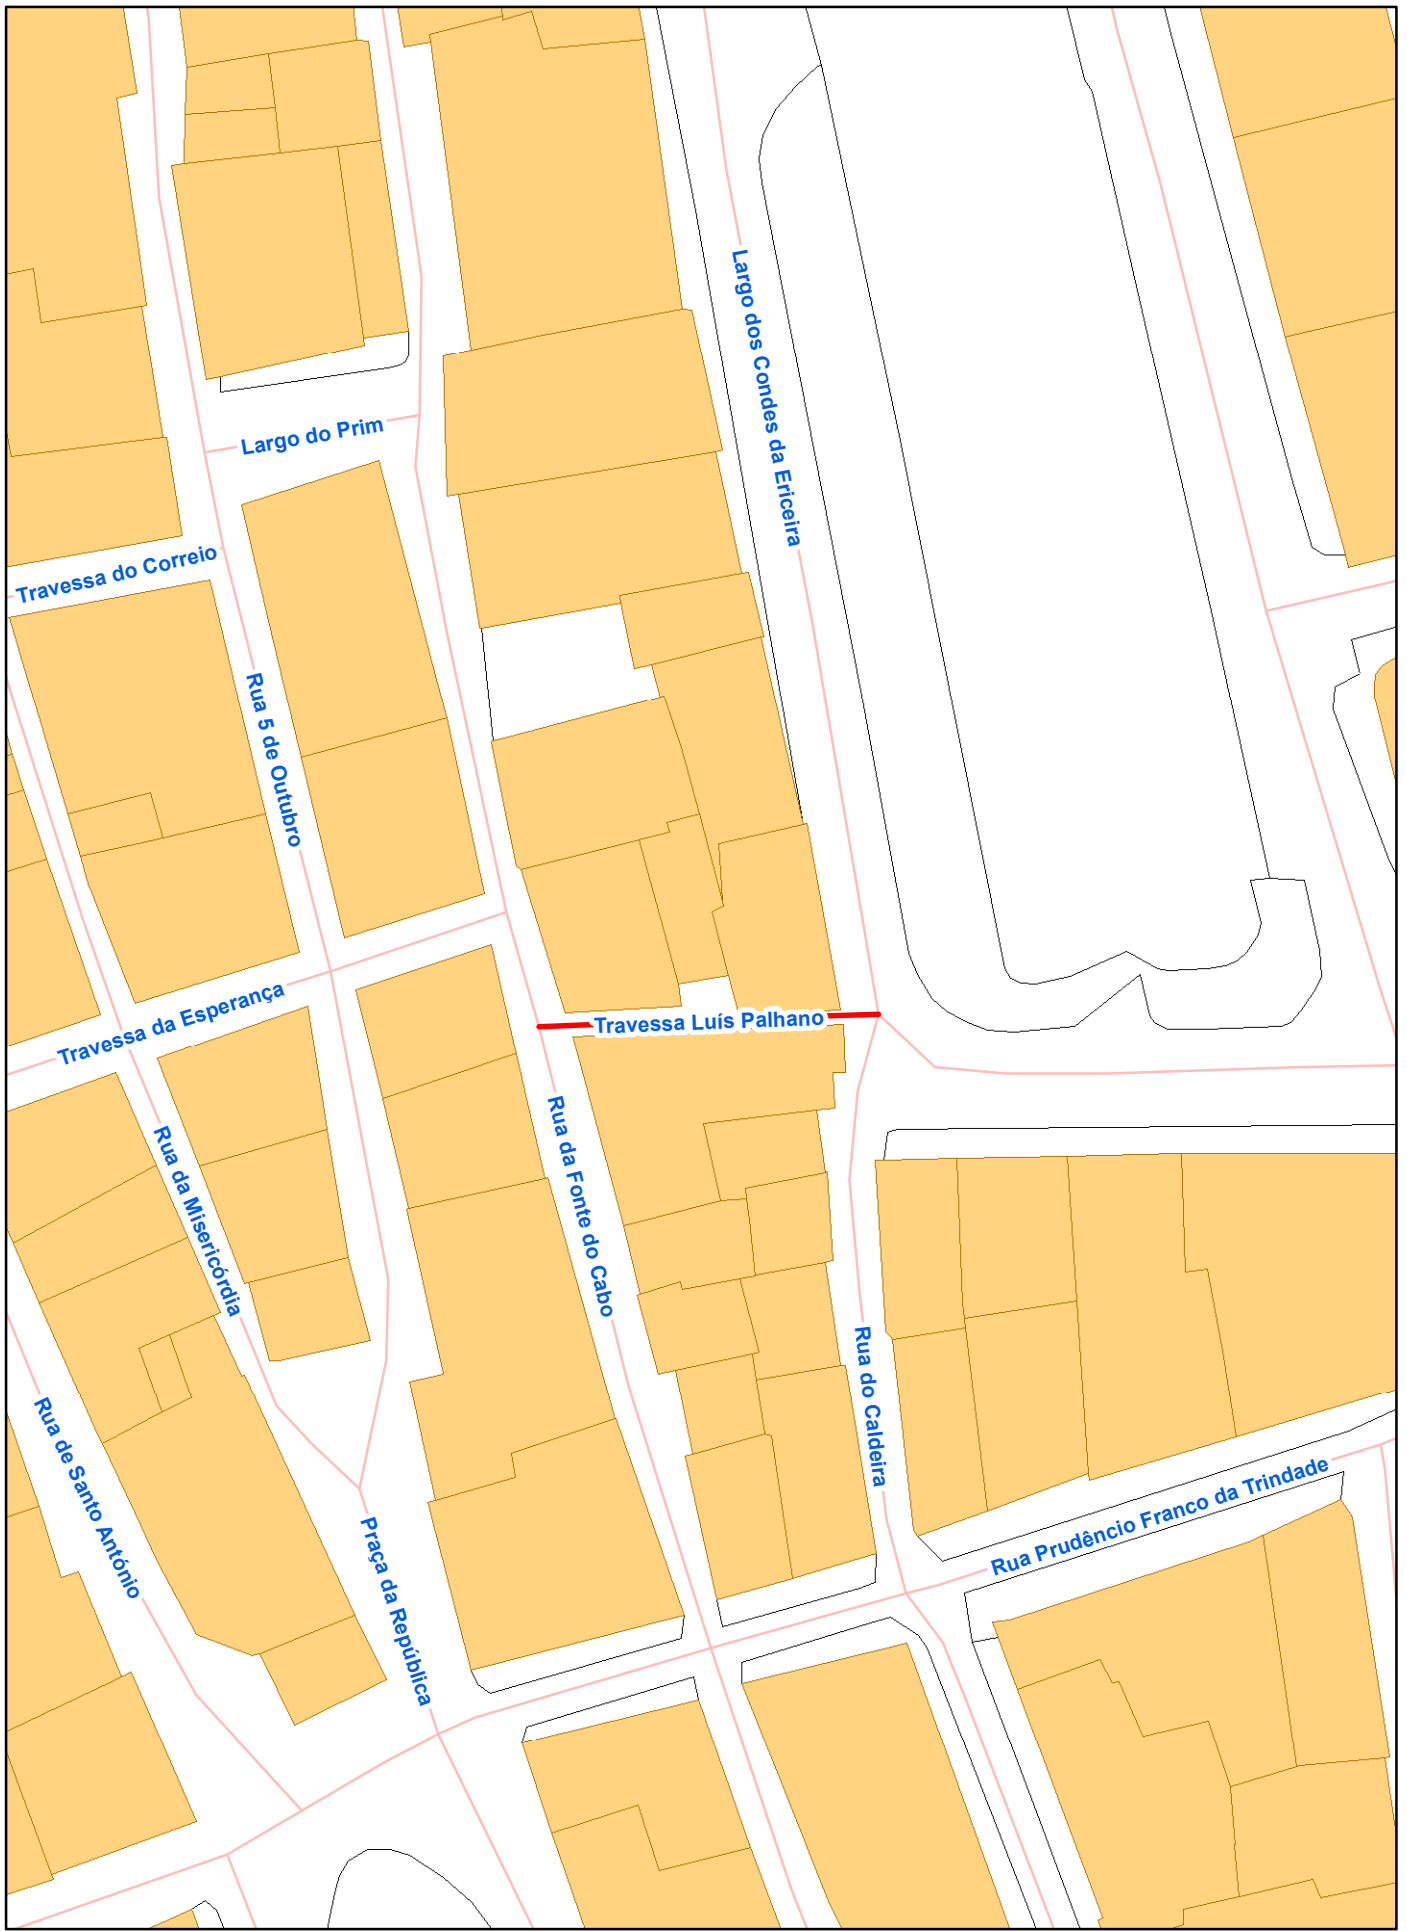 Largo dos Condes da Ericeira
Largo do Prim
Travessa do Correio
Rua 5 de Outubro
Travessa da Esperança
Travessa Luís Palhano
Rua da Misericórdia
Rua da Fonte do Cabo
Rua do Caldeira
Rua de Santo António
Rua Prudêncio Franco da Trindade
Praça da República